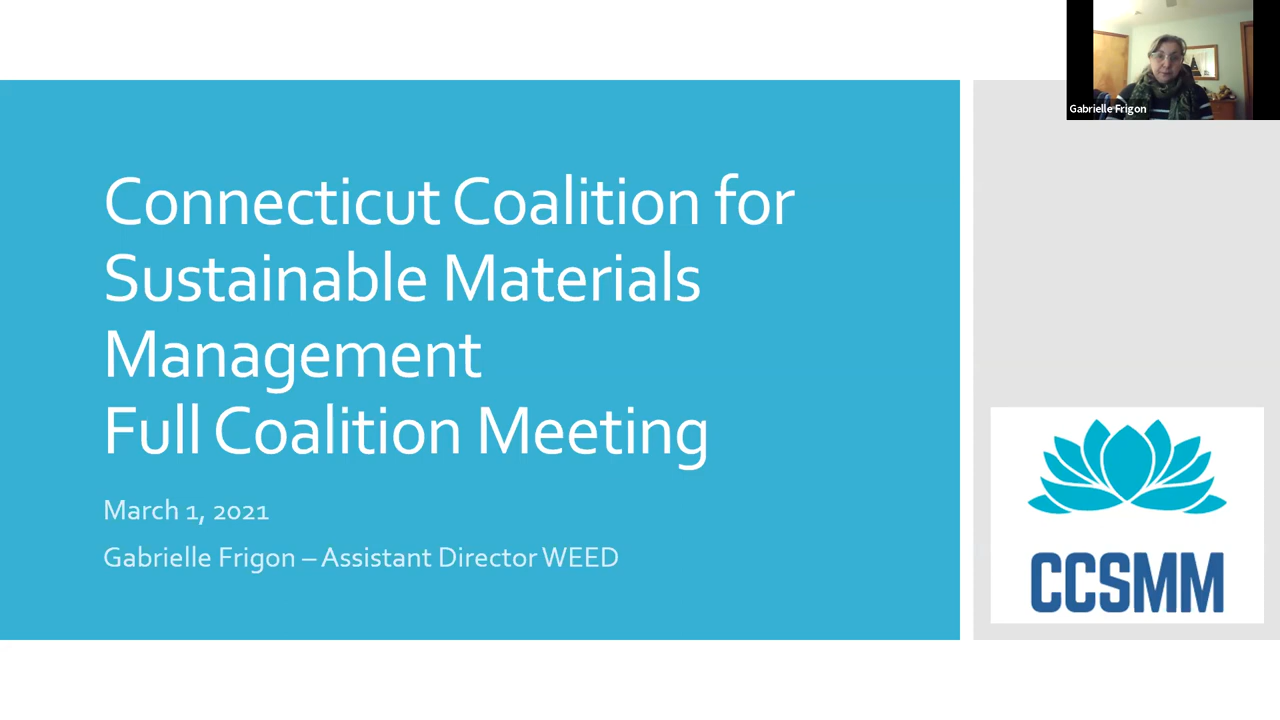 Gabrielle Frigon
Connecticut Coalition for
Sustainable Materials
Management
Full Coalition Meeting
March 1, 2021
Gabrielle Frigon – Assistant Director WEED
CCSMM